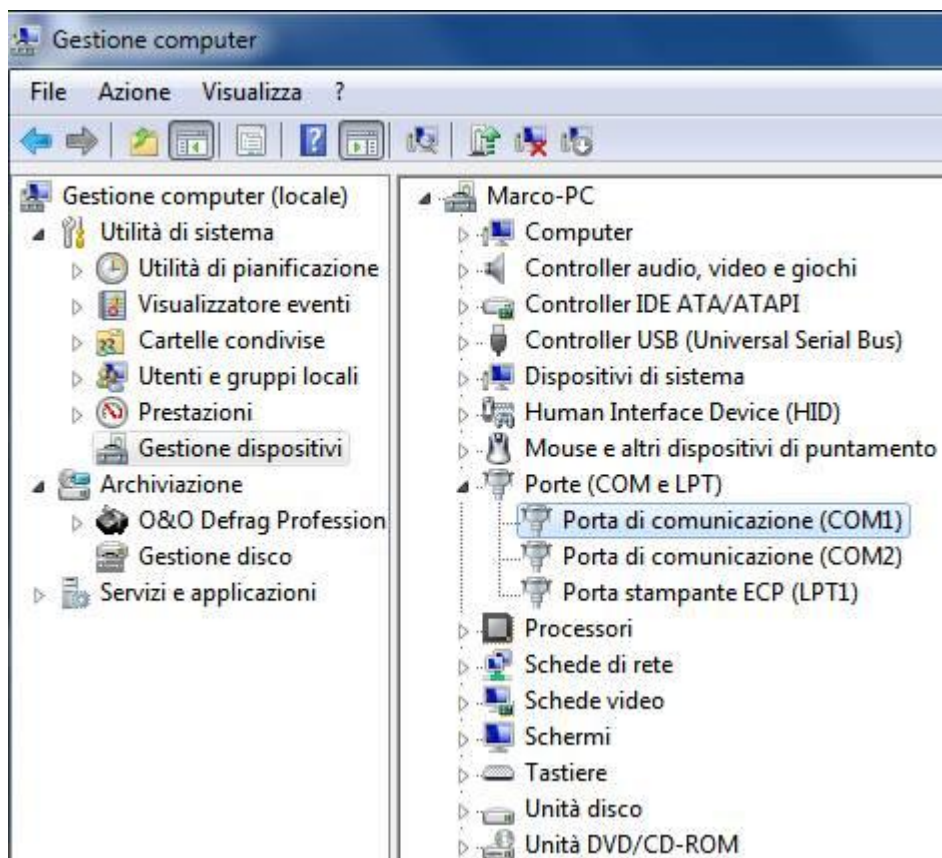 Gestione computer
File Azione Visualizza ?
Gestione computer (locale)
Utilità di sistema
Utilità di pianificazione
Visualizzatore eventi
Cartelle condivise
Utenti e gruppi locali
Prestazioni
Gestione dispositivi
Archiviazione
O&O Defrag Profession
Gestione disco
Servizi e applicazioni
Marco-PC
Computer
Controller audio, video e giochi
Controller IDE ATA/ATAPI
Controller USB (Universal Serial Bus)
Dispositivi di sistema
Human Interface Device (HID)
Mouse e altri dispositivi di puntamento
Porte (COM e LPT)
Porta di comunicazione (COM1)
Porta di comunicazione (COM2)
Porta stampante ECP (LPT1)
Processori
Schede di rete
Schede video
Schermi
Tastiere
Unità disco
Unità DVD/CD-ROM